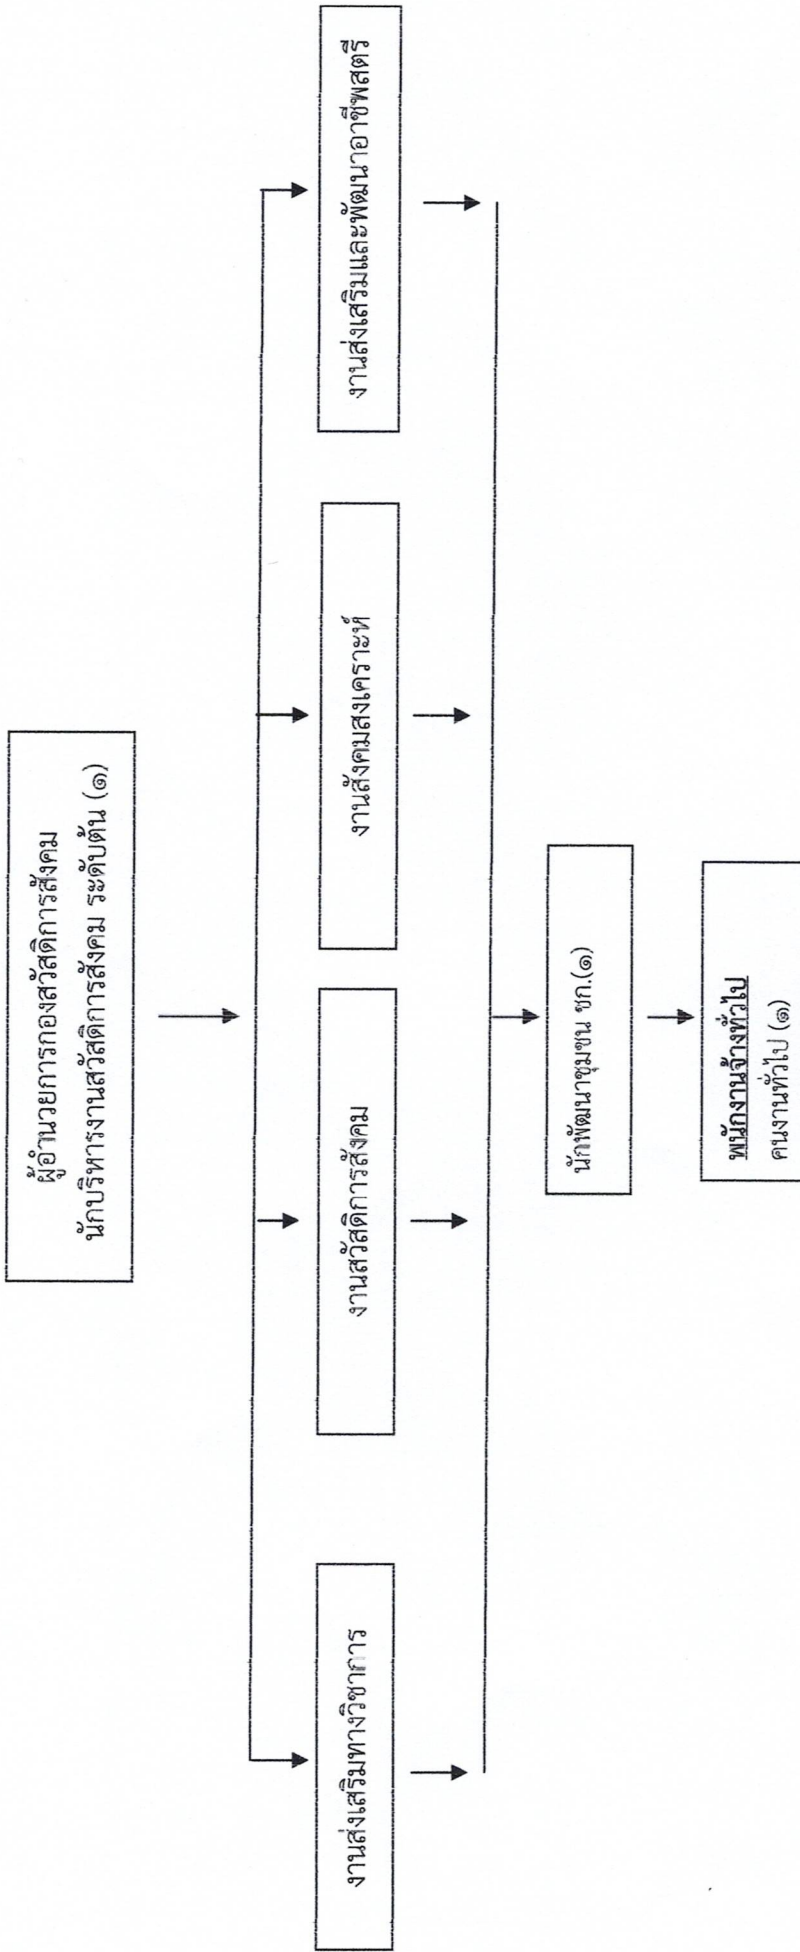 ผู้อำนวยการกองสวัสดิการสังคม
นักบริหารงานสวัสดิการสังคม ระดับต้น (๑)
งานส่งเสริมทางวิชาการ
งานสวัสดิการสังคม
งานสังคมสงเคราะห์
งานส่งเสริมและพัฒนาอาชีพสตรี
นักพัฒนาชุมชน ชก.(๑)
พนักงานจ้างทั่วไป
คนงานทั่วไป (๑)